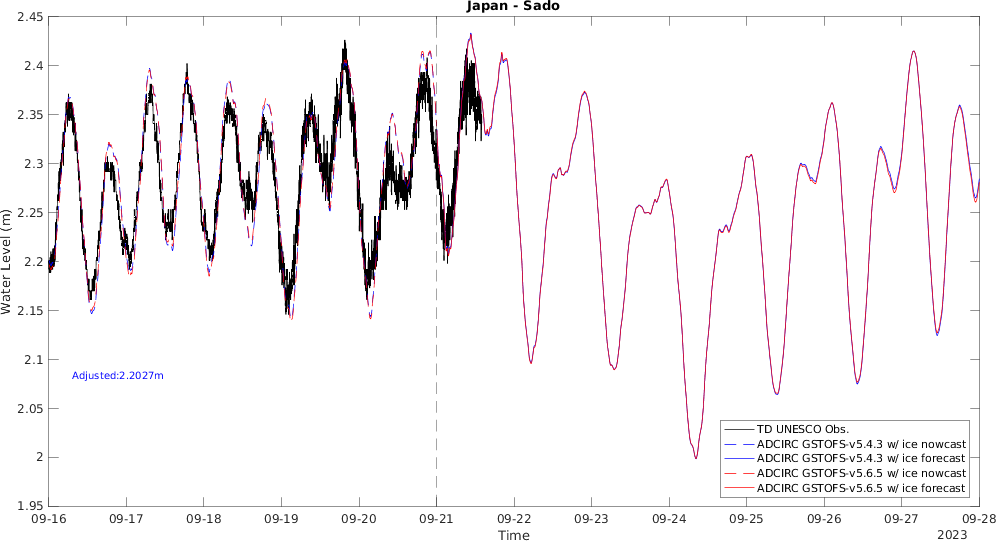 Japan - Sado
2.45
2.4
2.35
2.3
2.25
2.2
2.15
2.1
2.05
2
1.95
Water Level (m)
Adjusted:2.2027m
TD UNESCO Obs.
ADCIRC GSTOFS-v5.4.3 w/ ice nowcast
ADCIRC GSTOFS-v5.4.3 w/ ice forecast
ADCIRC GSTOFS-v5.6.5 w/ ice nowcast
ADCIRC GSTOFS-v5.6.5 w/ ice forecast
09-16 09-17 09-18 09-19 09-20 09-21 09-22 09-23 09-24 09-25 09-26 09-27 09-28
Time
2023